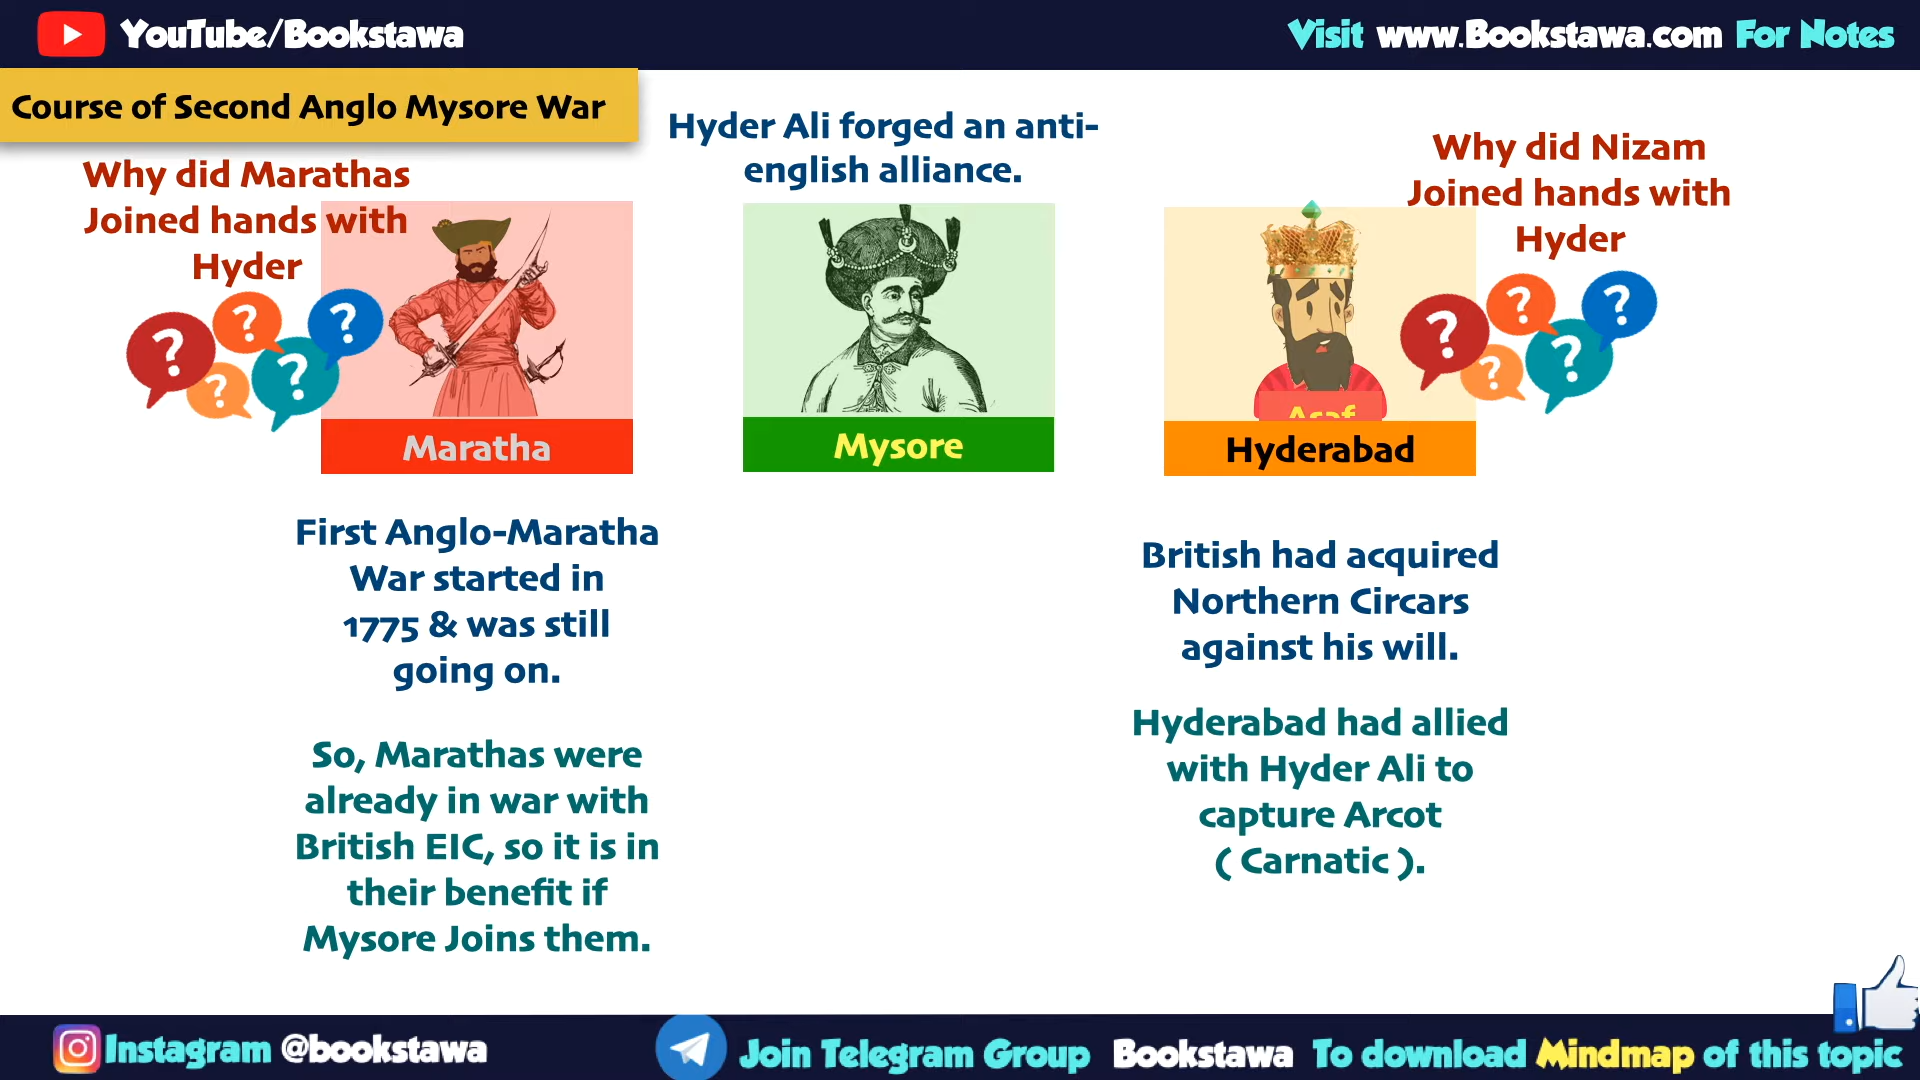 YouTube/Bookstawa
Visit www.Bookstawa.com For Notes
Course of Second Anglo Mysore War
Why did Marathas
Joined hands with
Hyder
Hyder Ali forged an anti-
english alliance.
Why did Nizam
Joined hands with
Hyder
? ? ? ? ?
? ? ? ? ?
Asaf
Maratha
Mysore
Hyderabad
First Anglo-Maratha
War started in
1775 & was still
going on.
So, Marathas were
already in war with
British EIC, so it is in
their benefit if
Mysore Joins them.
British had acquired
Northern Circars
against his will.
Hyderabad had allied
with Hyder Ali to
capture Arcot
( Carnatic ).
Instagram @bookstawa
Join Telegram Group Bookstawa To download Mindmap of this topic